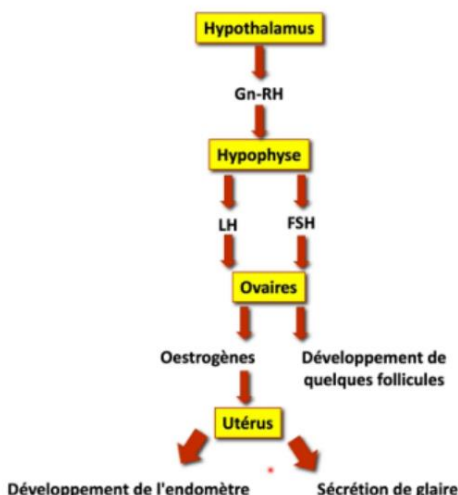 Hypothalamus
Gn-RH
Hypophyse
LH FSH
Ovaires
Oestrogènes Développement de
quelques follicules
Utérus
Développement de l'endomètre Sécrétion de glaire